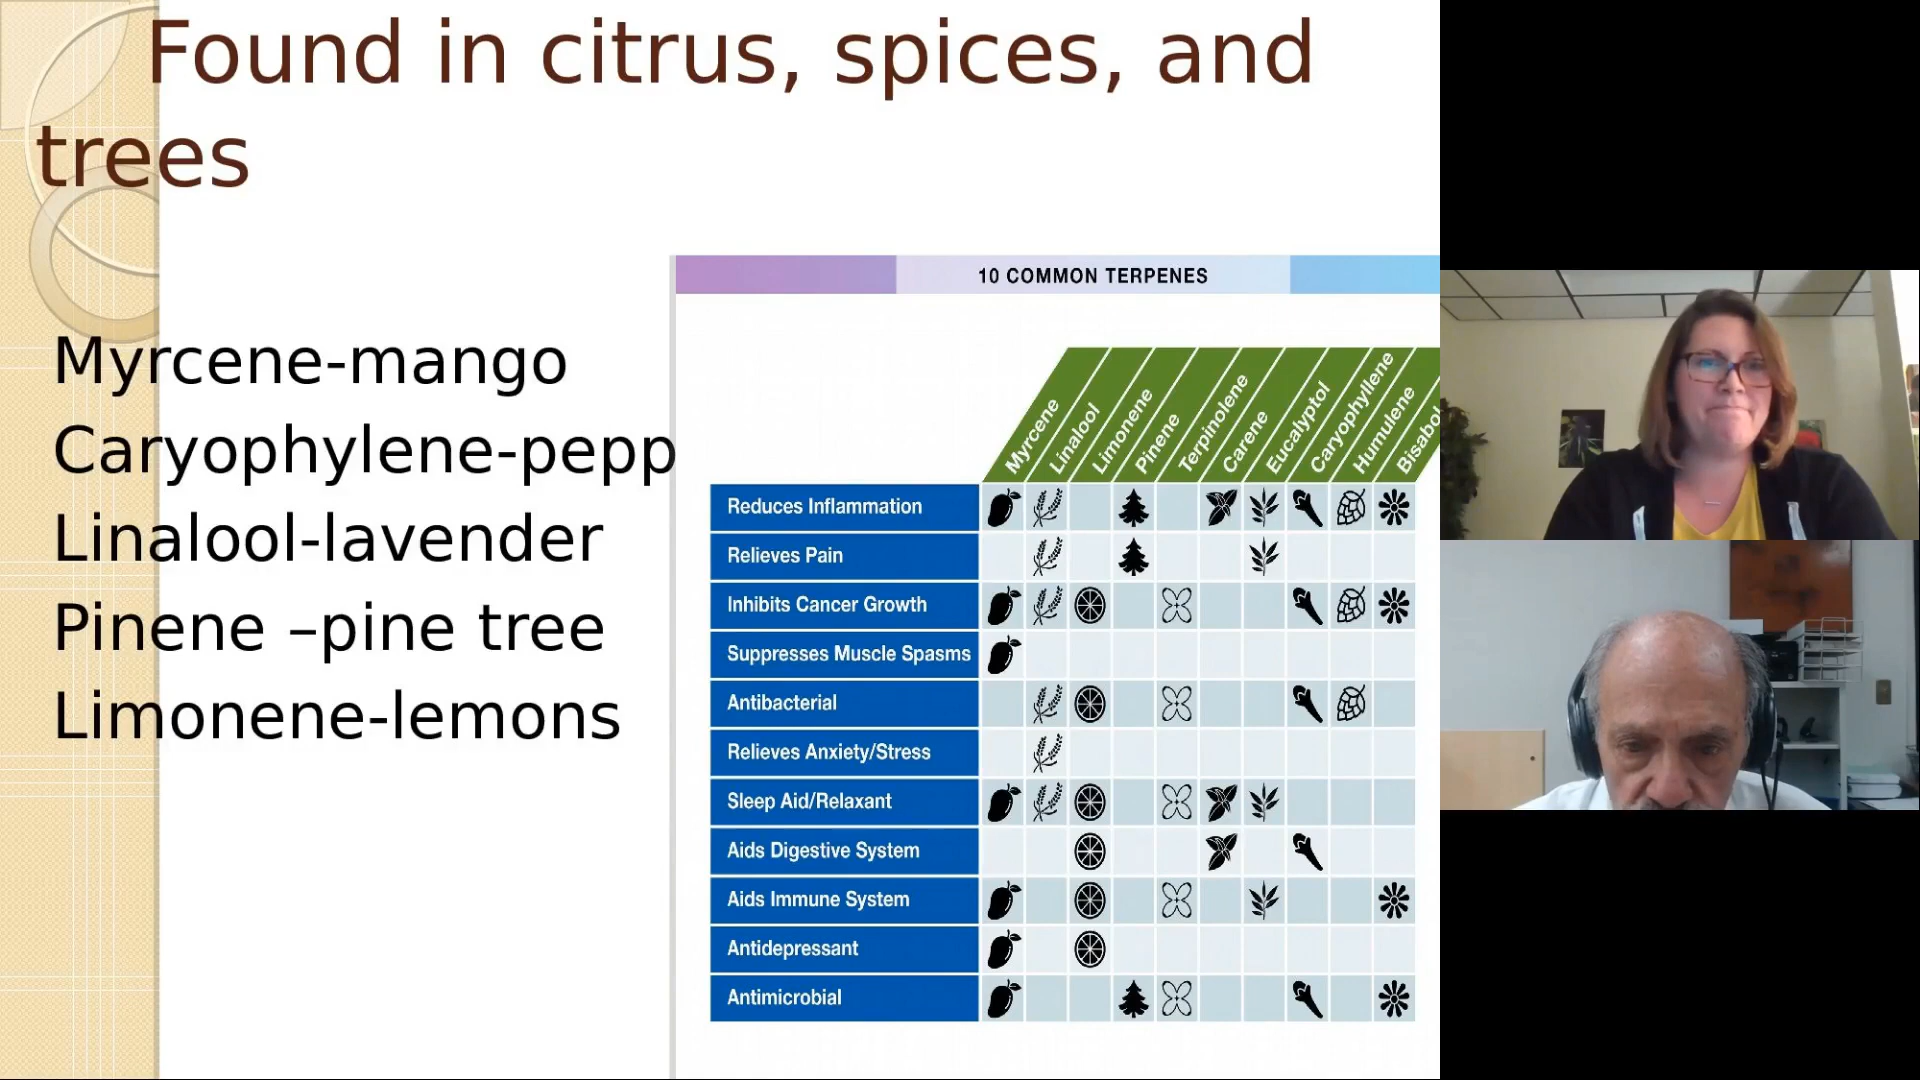 Found in citrus, spices, and
trees
Myrcene-mango
Caryophylene-pepp
Linalool-lavender
Pinene –pine tree
Limonene-lemons
10 COMMON TERPENES
Myrcene
Linalool
Limonene
Pinene
Terpinolene
Carene
Eucalyptol
Caryophyllene
Humulene
Bisabol
Reduces Inflammation
Relieves Pain
Inhibits Cancer Growth
Suppresses Muscle Spasms
Antibacterial
Relieves Anxiety/Stress
Sleep Aid/Relaxant
Aids Digestive System
Aids Immune System
Antidepressant
Antimicrobial